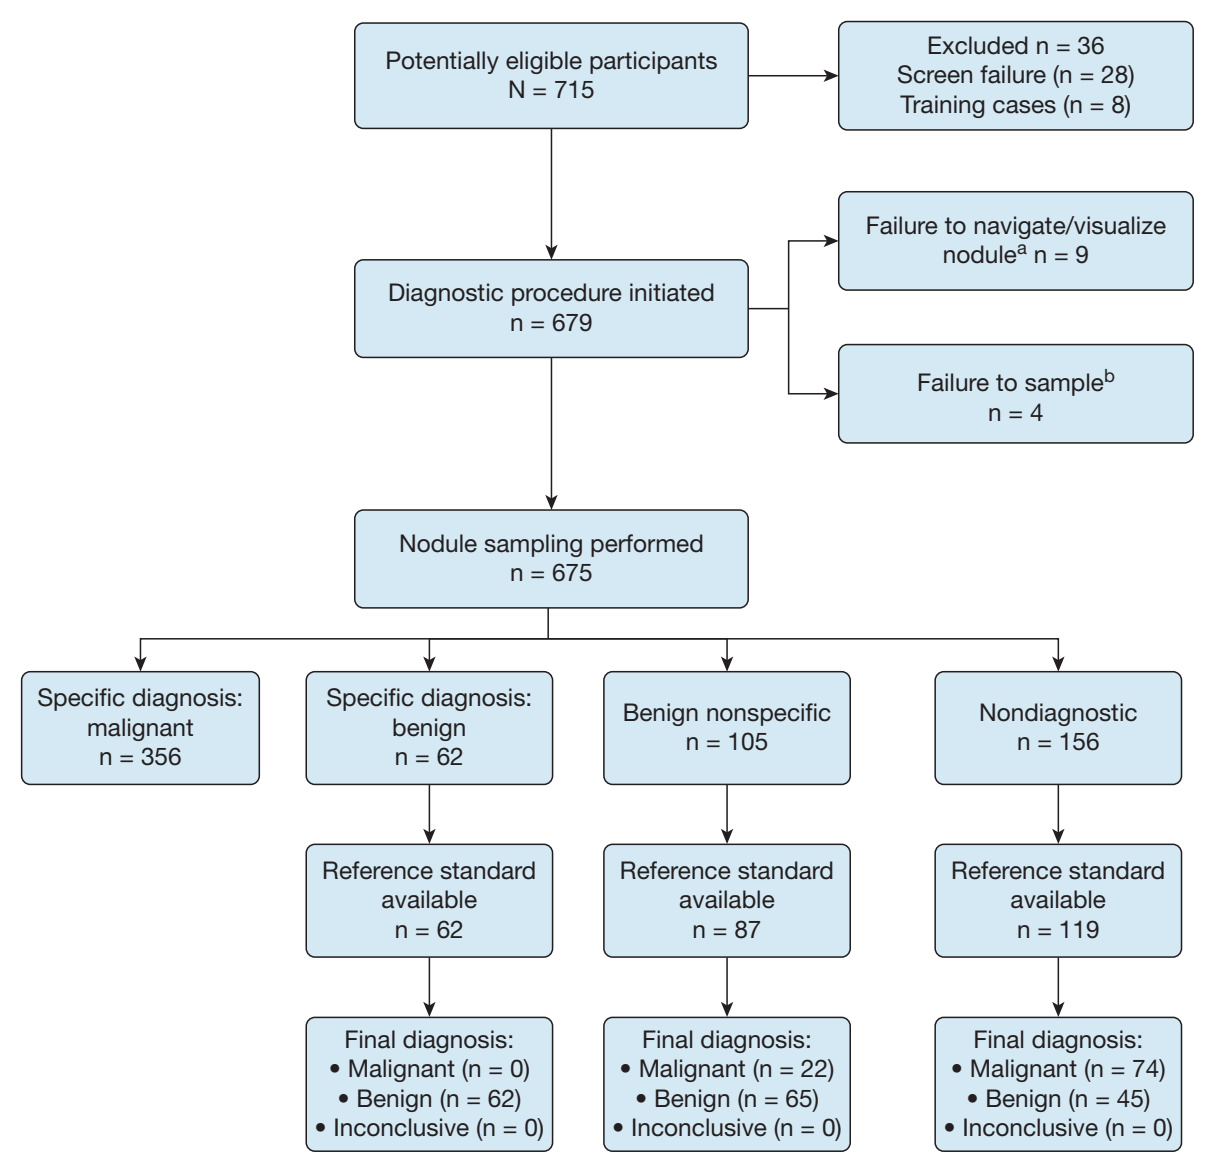 Potentially eligible participants
N = 715
Excluded n = 36
Screen failure (n = 28)
Training cases (n = 8)
Failure to navigate/visualize
noduleᵃ n = 9
Diagnostic procedure initiated
n = 679
Failure to sampleᵇ
n = 4
Nodule sampling performed
n = 675
Specific diagnosis:
malignant
n = 356
Specific diagnosis:
benign
n = 62
Benign nonspecific
n = 105
Nondiagnostic
n = 156
Reference standard
available
n = 62
Reference standard
available
n = 87
Reference standard
available
n = 119
Final diagnosis:
• Malignant (n = 0)
• Benign (n = 62)
• Inconclusive (n = 0)
Final diagnosis:
• Malignant (n = 22)
• Benign (n = 65)
• Inconclusive (n = 0)
Final diagnosis:
• Malignant (n = 74)
• Benign (n = 45)
• Inconclusive (n = 0)